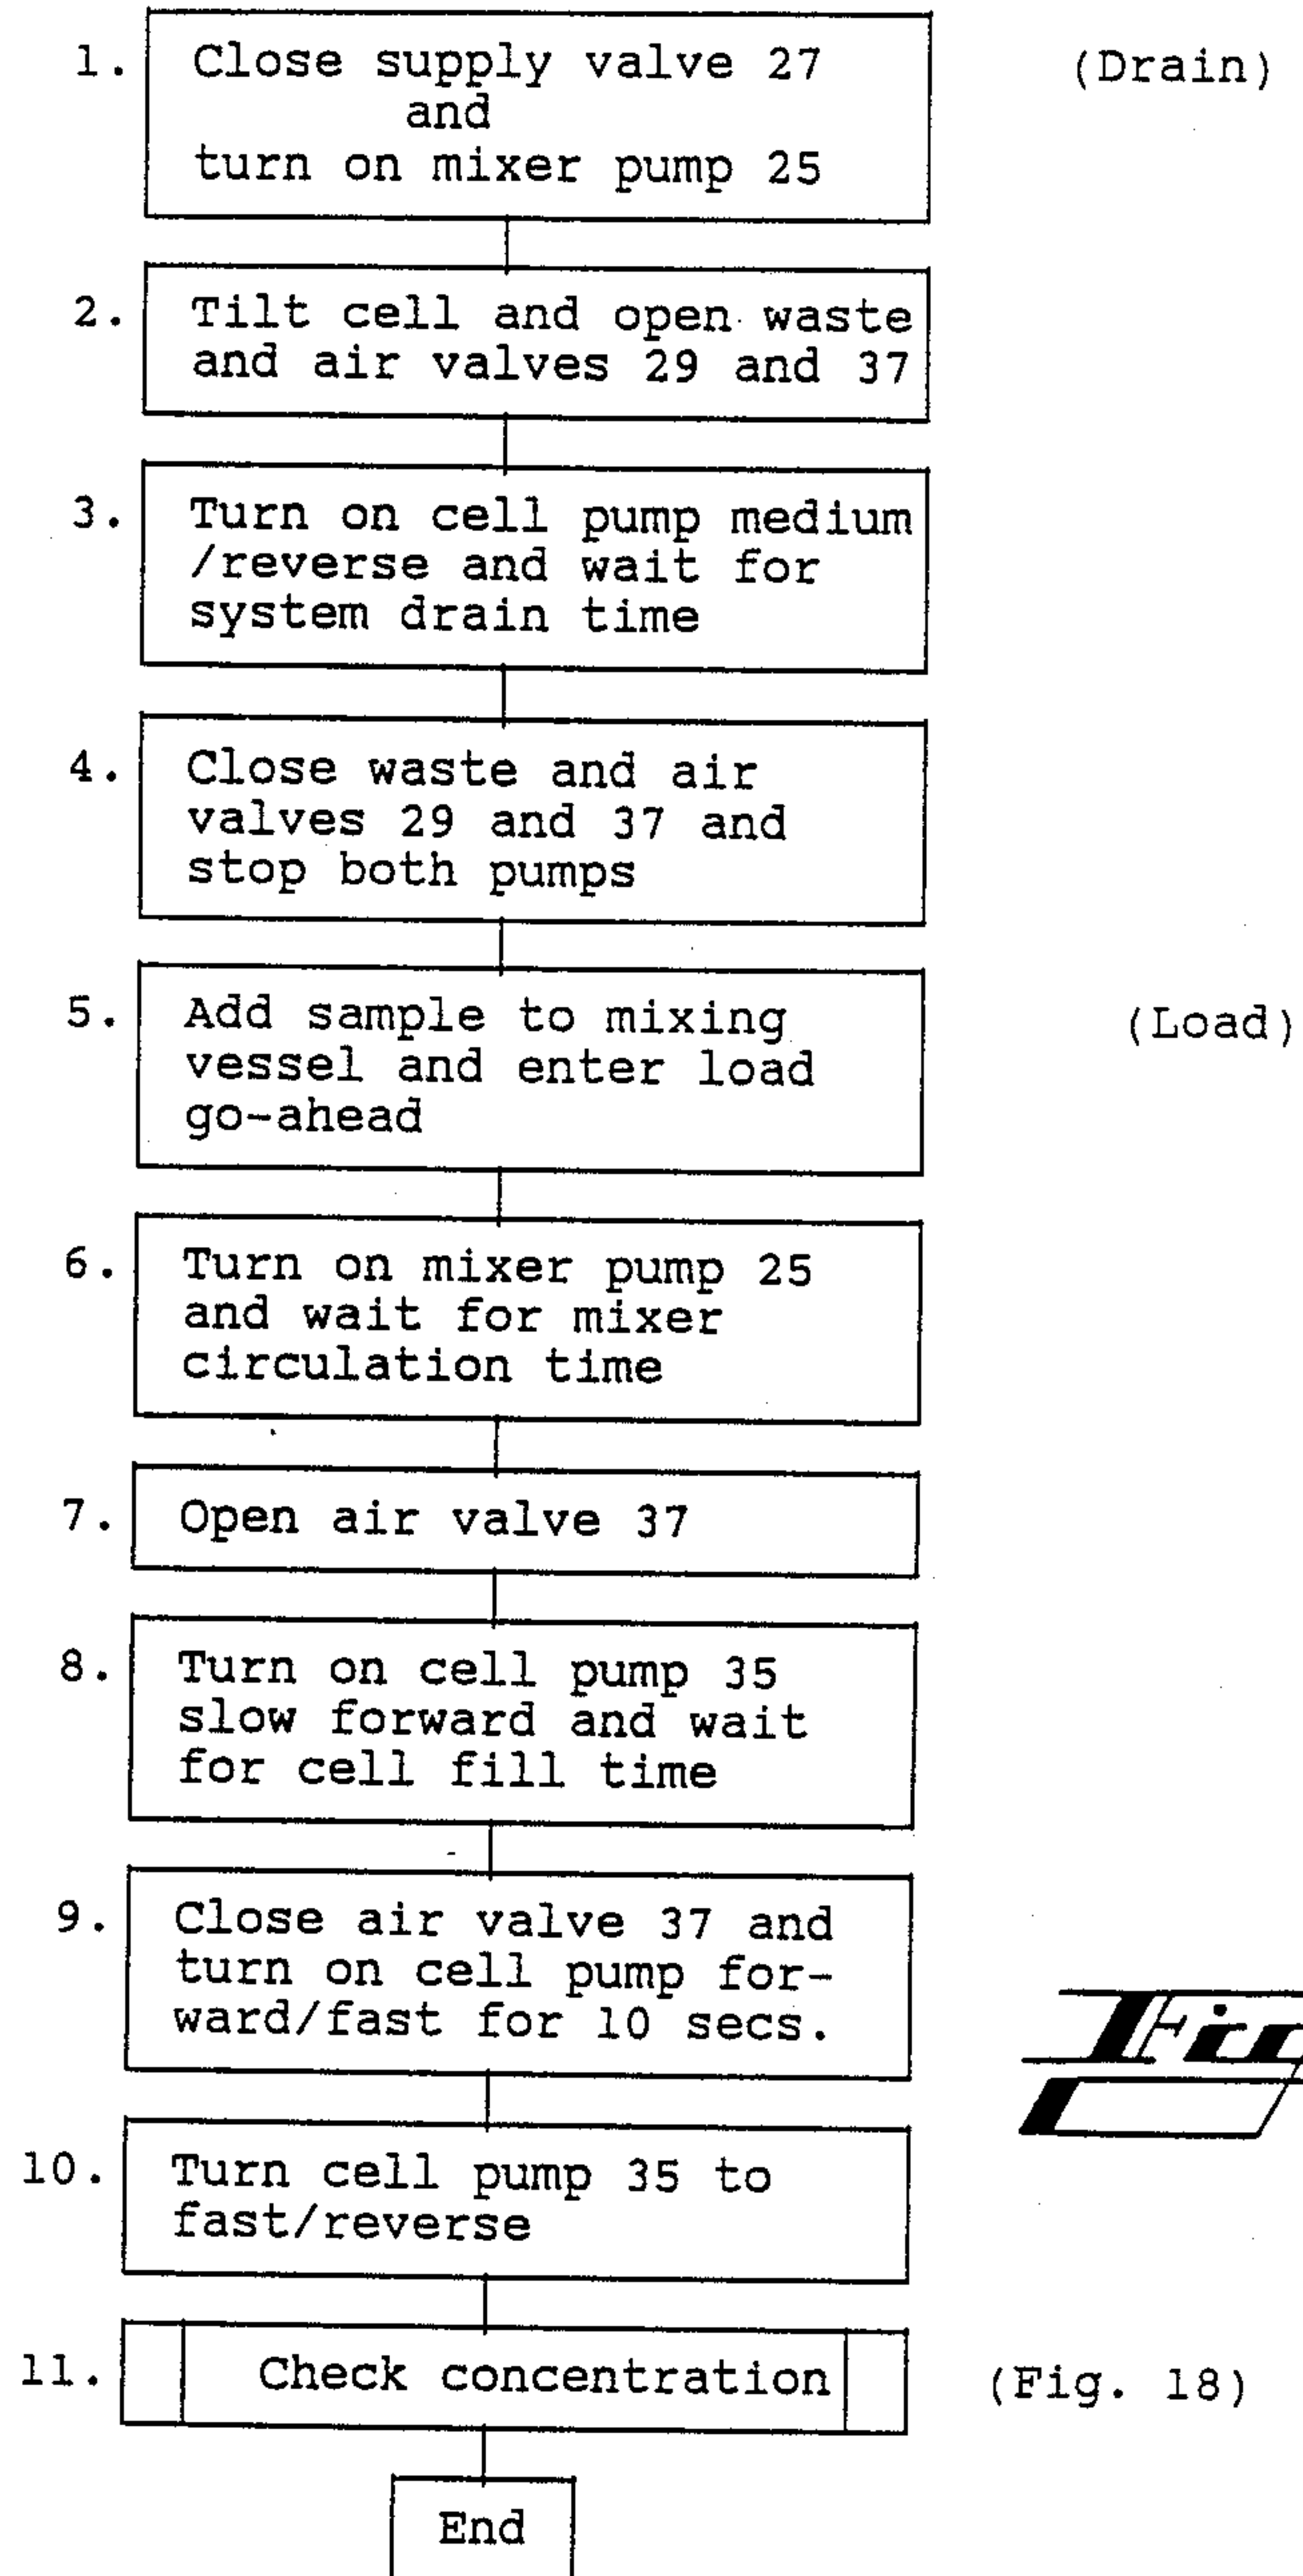 1. Close supply valve 27 (Drain)
and
turn on mixer pump 25
2. Tilt cell and open waste
and air valves 29 and 37
3. Turn on cell pump medium
/reverse and wait for
system drain time
4. Close waste and air
valves 29 and 37 and
stop both pumps
5. Add sample to mixing (Load)
vessel and enter load
go-ahead
6. Turn on mixer pump 25
and wait for mixer
circulation time
7. Open air valve 37
8. Turn on cell pump 35
slow forward and wait
for cell fill time
9. Close air valve 37 and
turn on cell pump for-
ward/fast for 10 secs.
10. Turn cell pump 35 to
fast/reverse
11. Check concentration (Fig. 18)
End